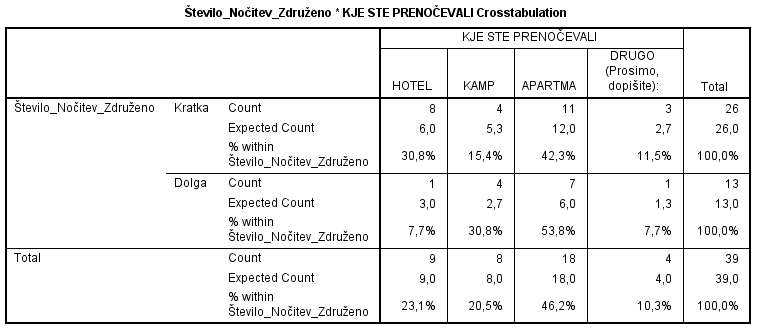 Število_Nočitev_Združeno * KJE STE PRENOČEVALI Crosstabulation
KJE STE PRENOČEVALI
HOTEL KAMP APARTMA DRUGO (Prosimo, dopišite): Total
Število_Nočitev_Združeno Kratka Count 8 4 11 3 26
Expected Count 6,0 5,3 12,0 2,7 26,0
% within
Število_Nočitev_Združeno 30,8% 15,4% 42,3% 11,5% 100,0%
Dolga Count 1 4 7 1 13
Expected Count 3,0 2,7 6,0 1,3 13,0
% within
Število_Nočitev_Združeno 7,7% 30,8% 53,8% 7,7% 100,0%
Total Count 9 8 18 4 39
Expected Count 9,0 8,0 18,0 4,0 39,0
% within
Število_Nočitev_Združeno 23,1% 20,5% 46,2% 10,3% 100,0%